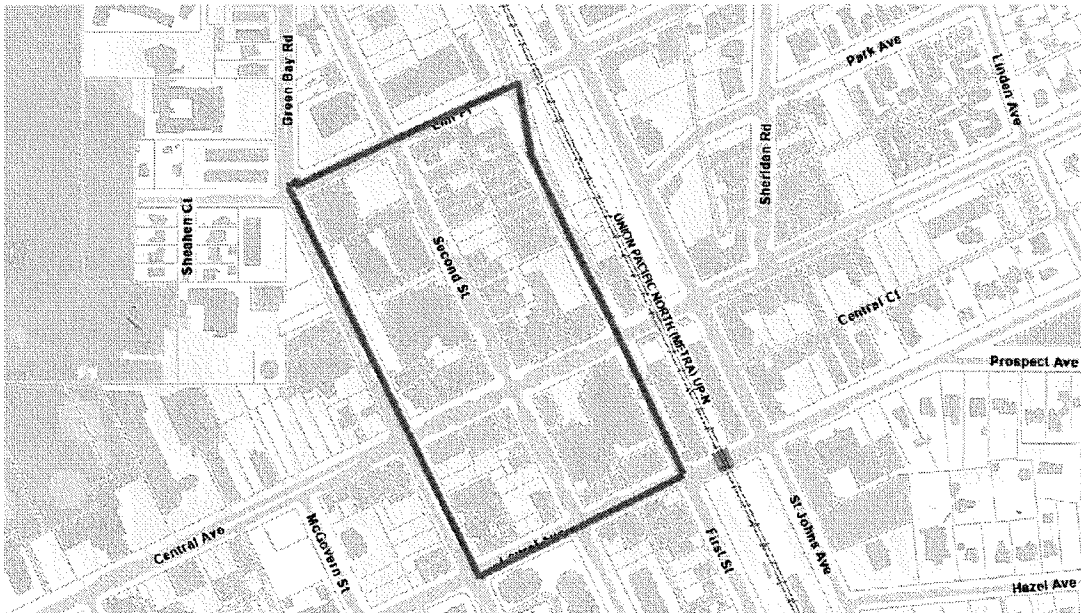 Park Ave
Linden Ave
Green Bay Rd
Sheridan Rd
Sheahen Ct
Second St
UNION PACIFIC NORTH (METRA) UP-N
Central Ct
Prospect Ave
Central Ave
McGovern St
First St
St Johns Ave
Hazel Ave